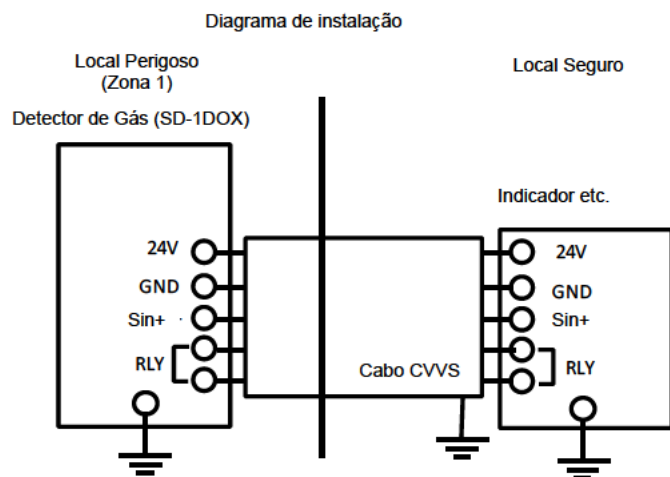 Diagrama de instalação
Local Perigoso
(Zona 1)
Local Seguro
Detector de Gás (SD-1DOX)
Indicador etc.
24V
GND
Sin+
RLY
Cabo CVVS
24V
GND
Sin+
RLY